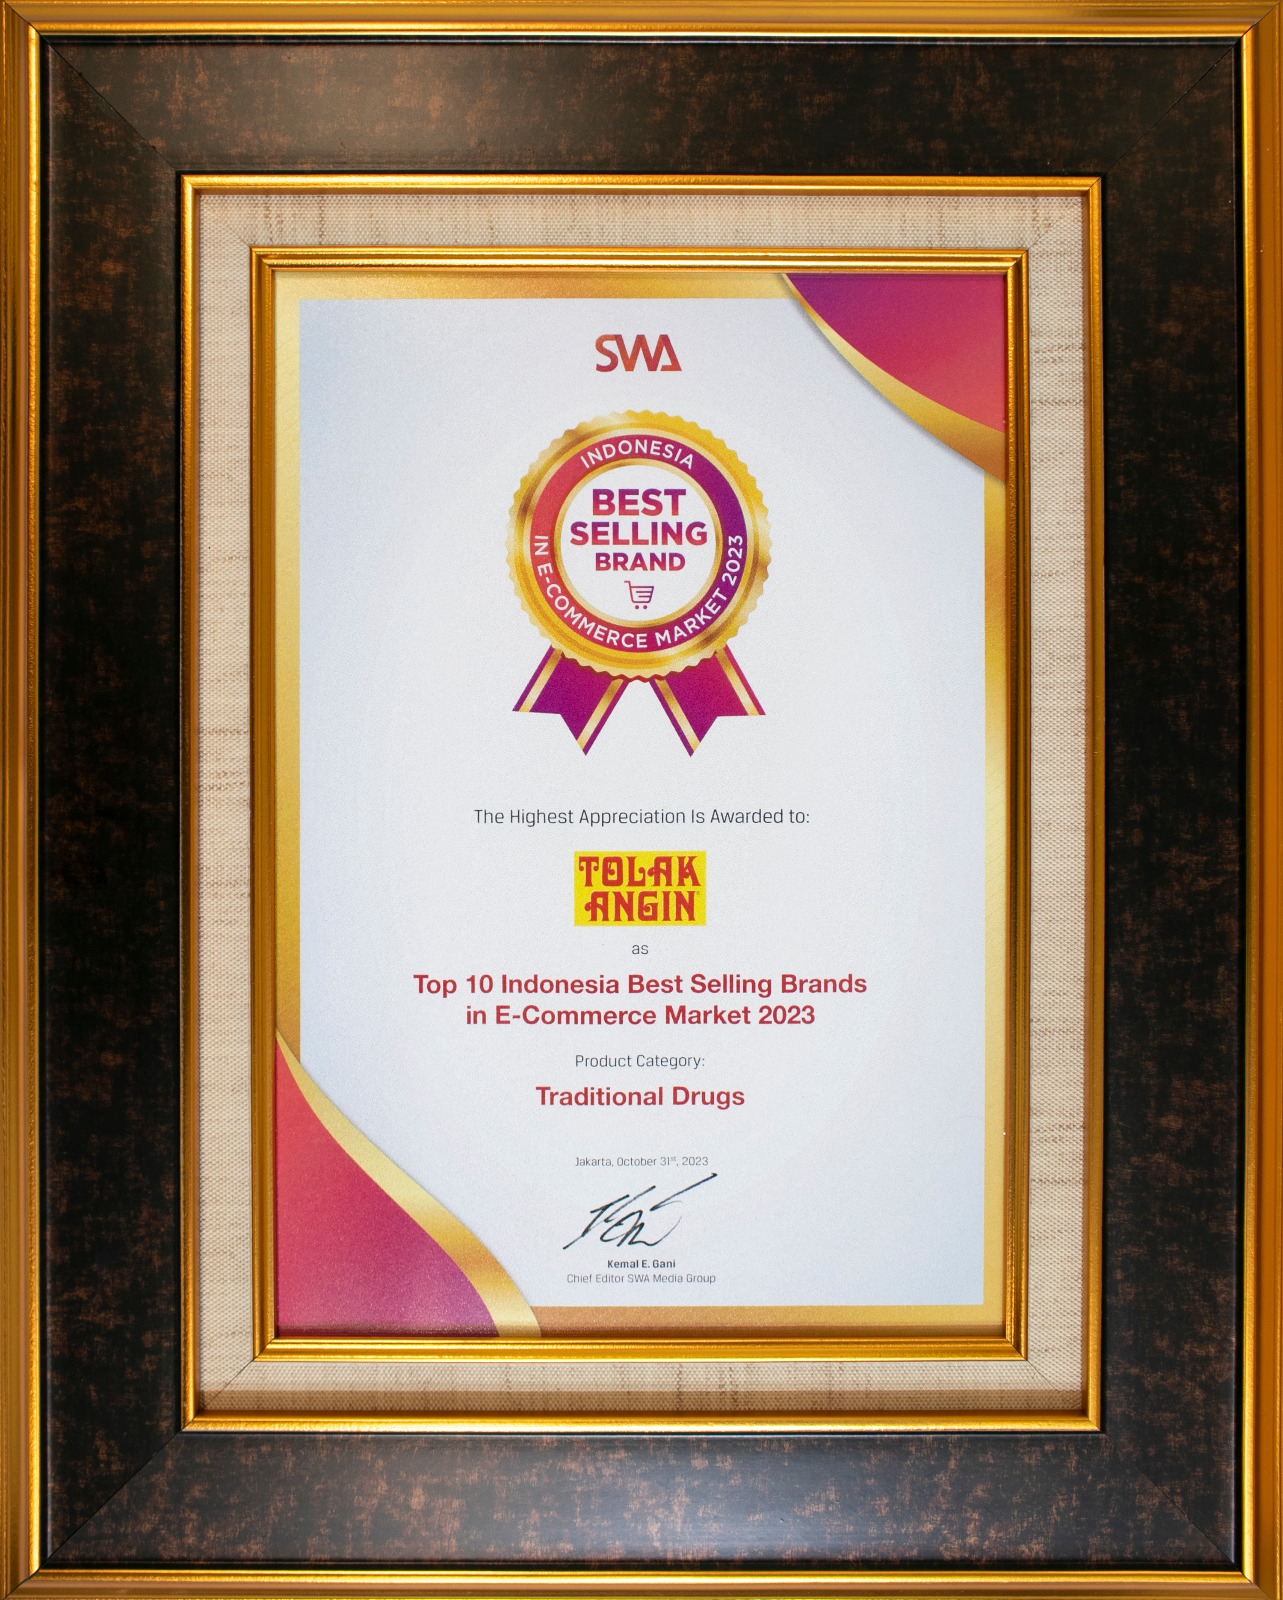 SWA
INDONESIA
BEST
SELLING
BRAND
IN E-COMMERCE MARKET 2023
The Highest Appreciation Is Awarded to:
TOLAK
ANGIN
as
Top 10 Indonesia Best Selling Brands
in E-Commerce Market 2023
Product Category:
Traditional Drugs
Jakarta, October 31st, 2023
Kemal E. Gani
Chief Editor SWA Media Group